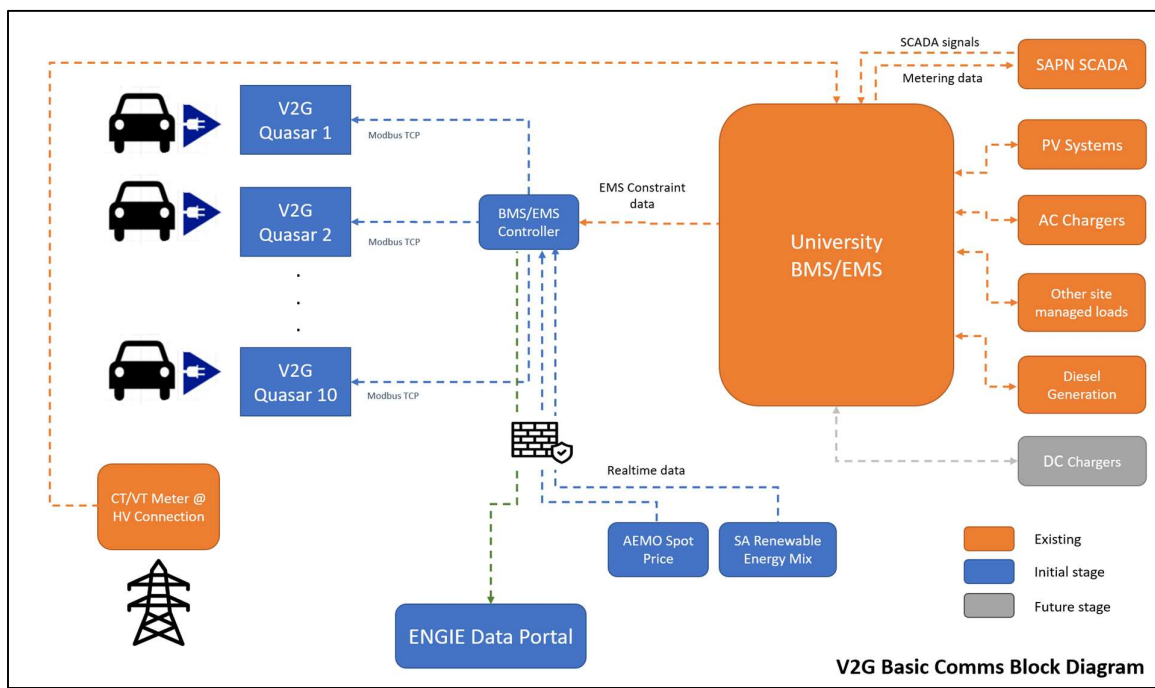 SCADA signals
SAPN SCADA
Metering data
V2G
Quasar 1
Modbus TCP
PV Systems
V2G
Quasar 2
Modbus TCP
BMS/EMS
Controller
EMS Constraint
data
University
BMS/EMS
AC Chargers
Other site
managed loads
.
.
.
V2G
Quasar 10
Modbus TCP
Diesel
Generation
DC Chargers
Realtime data
CT/VT Meter @
HV Connection
AEMO Spot
Price
SA Renewable
Energy Mix
Existing
Initial stage
Future stage
ENGIE Data Portal
V2G Basic Comms Block Diagram